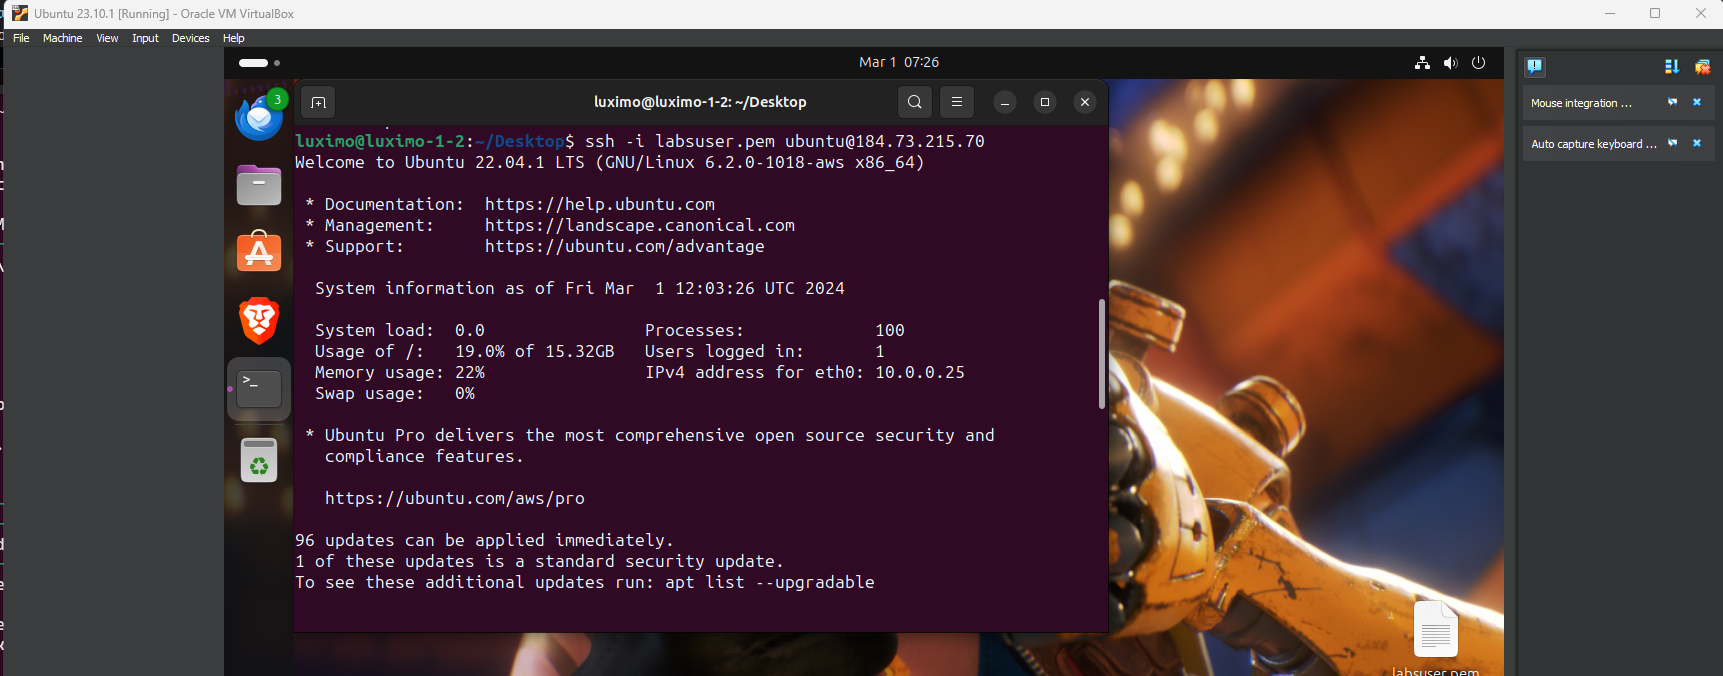 Ubuntu 23.10.1 [Running] - Oracle VM VirtualBox
File Machine View Input Devices Help
Mar 1 07:26
3
luximo@luximo-1-2: ~/Desktop
Mouse integration ...
Auto capture keyboard ...
luximo@luximo-1-2:~/Desktop$ ssh -i labsuser.pem ubuntu@184.73.215.70
Welcome to Ubuntu 22.04.1 LTS (GNU/Linux 6.2.0-1018-aws x86_64)
* Documentation: https://help.ubuntu.com
* Management: https://landscape.canonical.com
* Support: https://ubuntu.com/advantage
System information as of Fri Mar 1 12:03:26 UTC 2024
System load: 0.0 Processes: 100
Usage of /: 19.0% of 15.32GB Users logged in: 1
Memory usage: 22% IPv4 address for eth0: 10.0.0.25
Swap usage: 0%
* Ubuntu Pro delivers the most comprehensive open source security and
compliance features.
https://ubuntu.com/aws/pro
96 updates can be applied immediately.
1 of these updates is a standard security update.
To see these additional updates run: apt list --upgradable
labsuser.pem